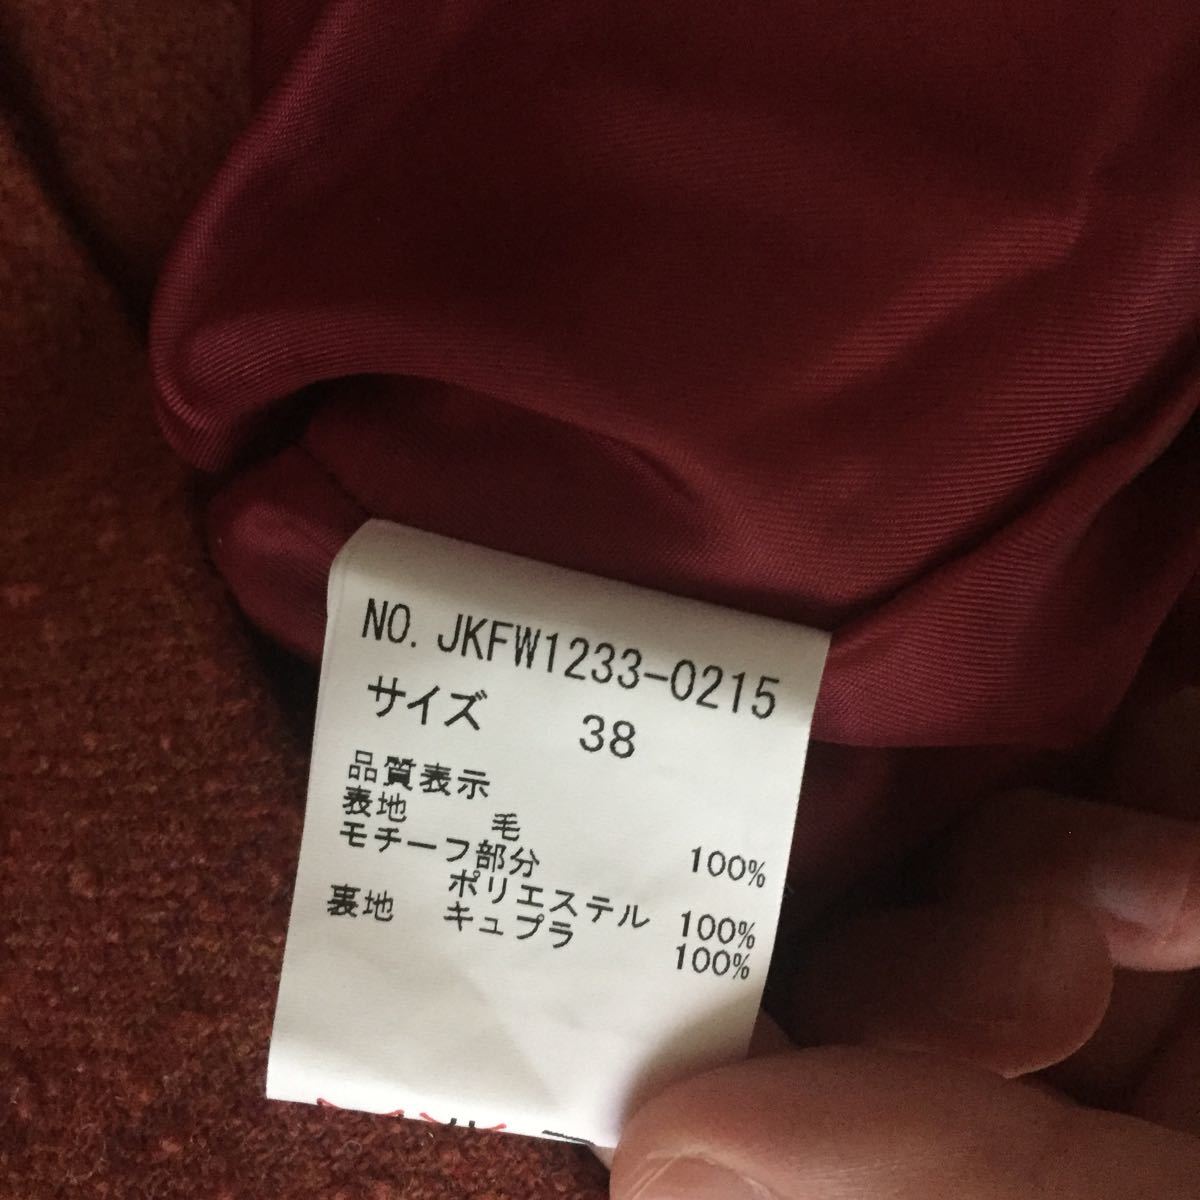 NO. JKFW1233-0215
サイズ 38
品質表示
表地 毛 100%
モチーフ部分
ポリエステル 100%
裏地 キュプラ 100%